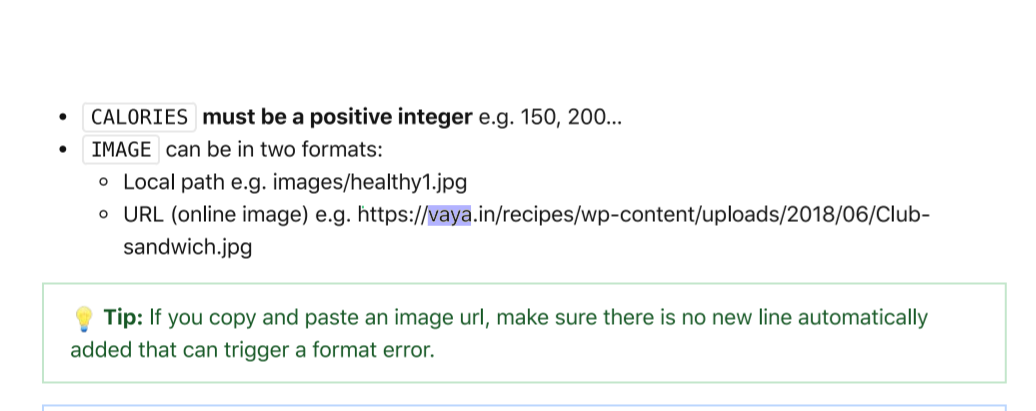 CALORIES must be a positive integer e.g. 150, 200...
IMAGE can be in two formats:
Local path e.g. images/healthy1.jpg
URL (online image) e.g. https://vaya.in/recipes/wp-content/uploads/2018/06/Club-
sandwich.jpg
Tip: If you copy and paste an image url, make sure there is no new line automatically
added that can trigger a format error.